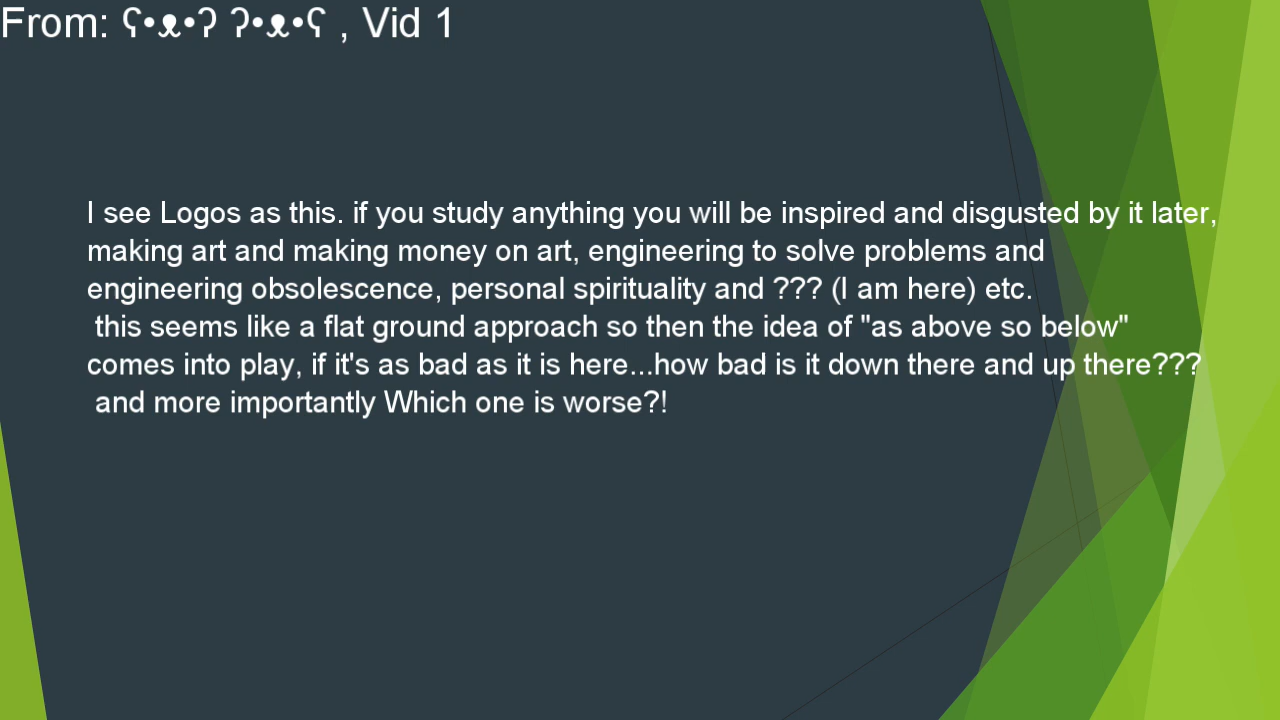 From: ʕ•ᴥ•ʔ ʔ•ᴥ•ʕ , Vid 1
I see Logos as this. if you study anything you will be inspired and disgusted by it later,
making art and making money on art, engineering to solve problems and
engineering obsolescence, personal spirituality and ??? (I am here) etc.
this seems like a flat ground approach so then the idea of "as above so below"
comes into play, if it's as bad as it is here...how bad is it down there and up there???
and more importantly Which one is worse?!